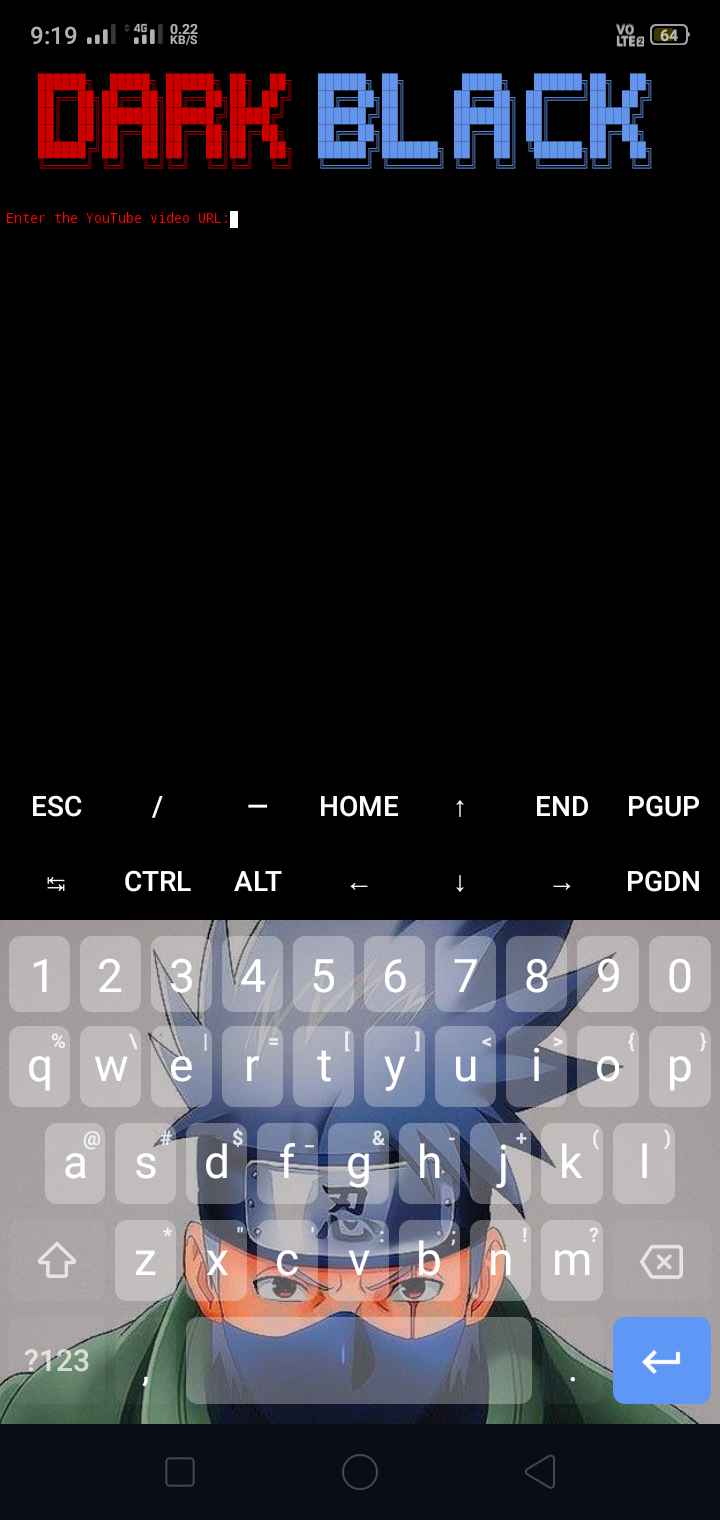 9:19 4G 0.22 KB/S VO LTE2 64
DARK BLACK
Enter the YouTube video URL:
ESC / — HOME ↑ END PGUP
↹ CTRL ALT ← ↓ → PGDN
1 2 3 4 5 6 7 8 9 0
% \ | = [ ] < > { }
q w e r t y u i o p
@ # $ _ & - + ( )
a s d f g h j k l
* " ' : ; ! ?
z x c v b n m
忍
?123 , .